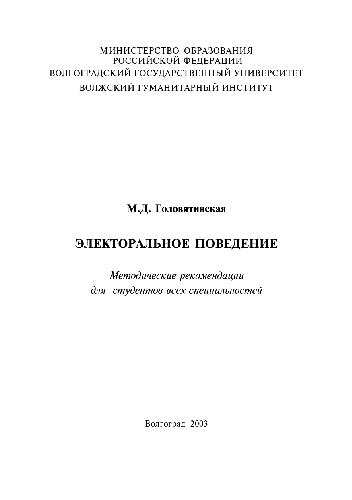 МИНИСТЕРСТВО ОБРАЗОВАНИЯ
РОССИЙСКОЙ ФЕДЕРАЦИИ
ВОЛГОГРАДСКИЙ ГОСУДАРСТВЕННЫЙ УНИВЕРСИТЕТ
ВОЛЖСКИЙ ГУМАНИТАРНЫЙ ИНСТИТУТ
М.Д. Головятинская
ЭЛЕКТОРАЛЬНОЕ ПОВЕДЕНИЕ
Методические рекомендации
для студентов всех специальностей
Волгоград 2003